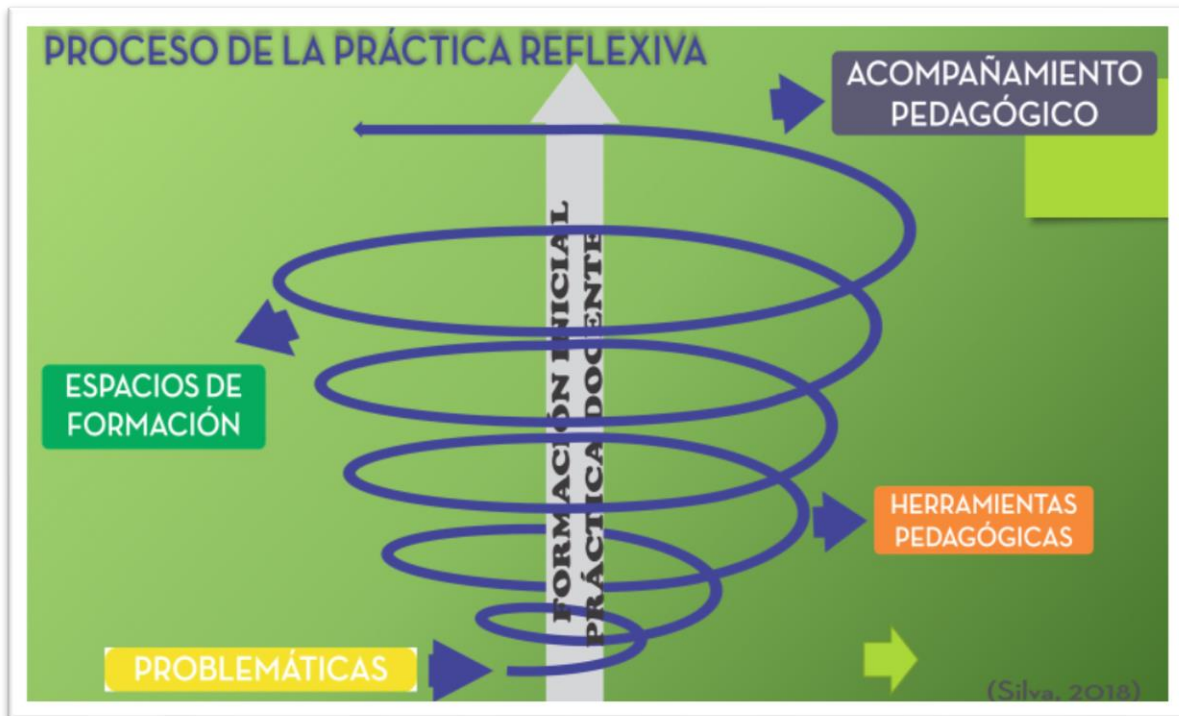 PROCESO DE LA PRÁCTICA REFLEXIVA
ACOMPAÑAMIENTO
PEDAGÓGICO
FORMACIÓN INICIAL
PRÁCTICA DOCENTE
ESPACIOS DE
FORMACIÓN
HERRAMIENTAS
PEDAGÓGICAS
PROBLEMÁTICAS
(Silva, 2018)